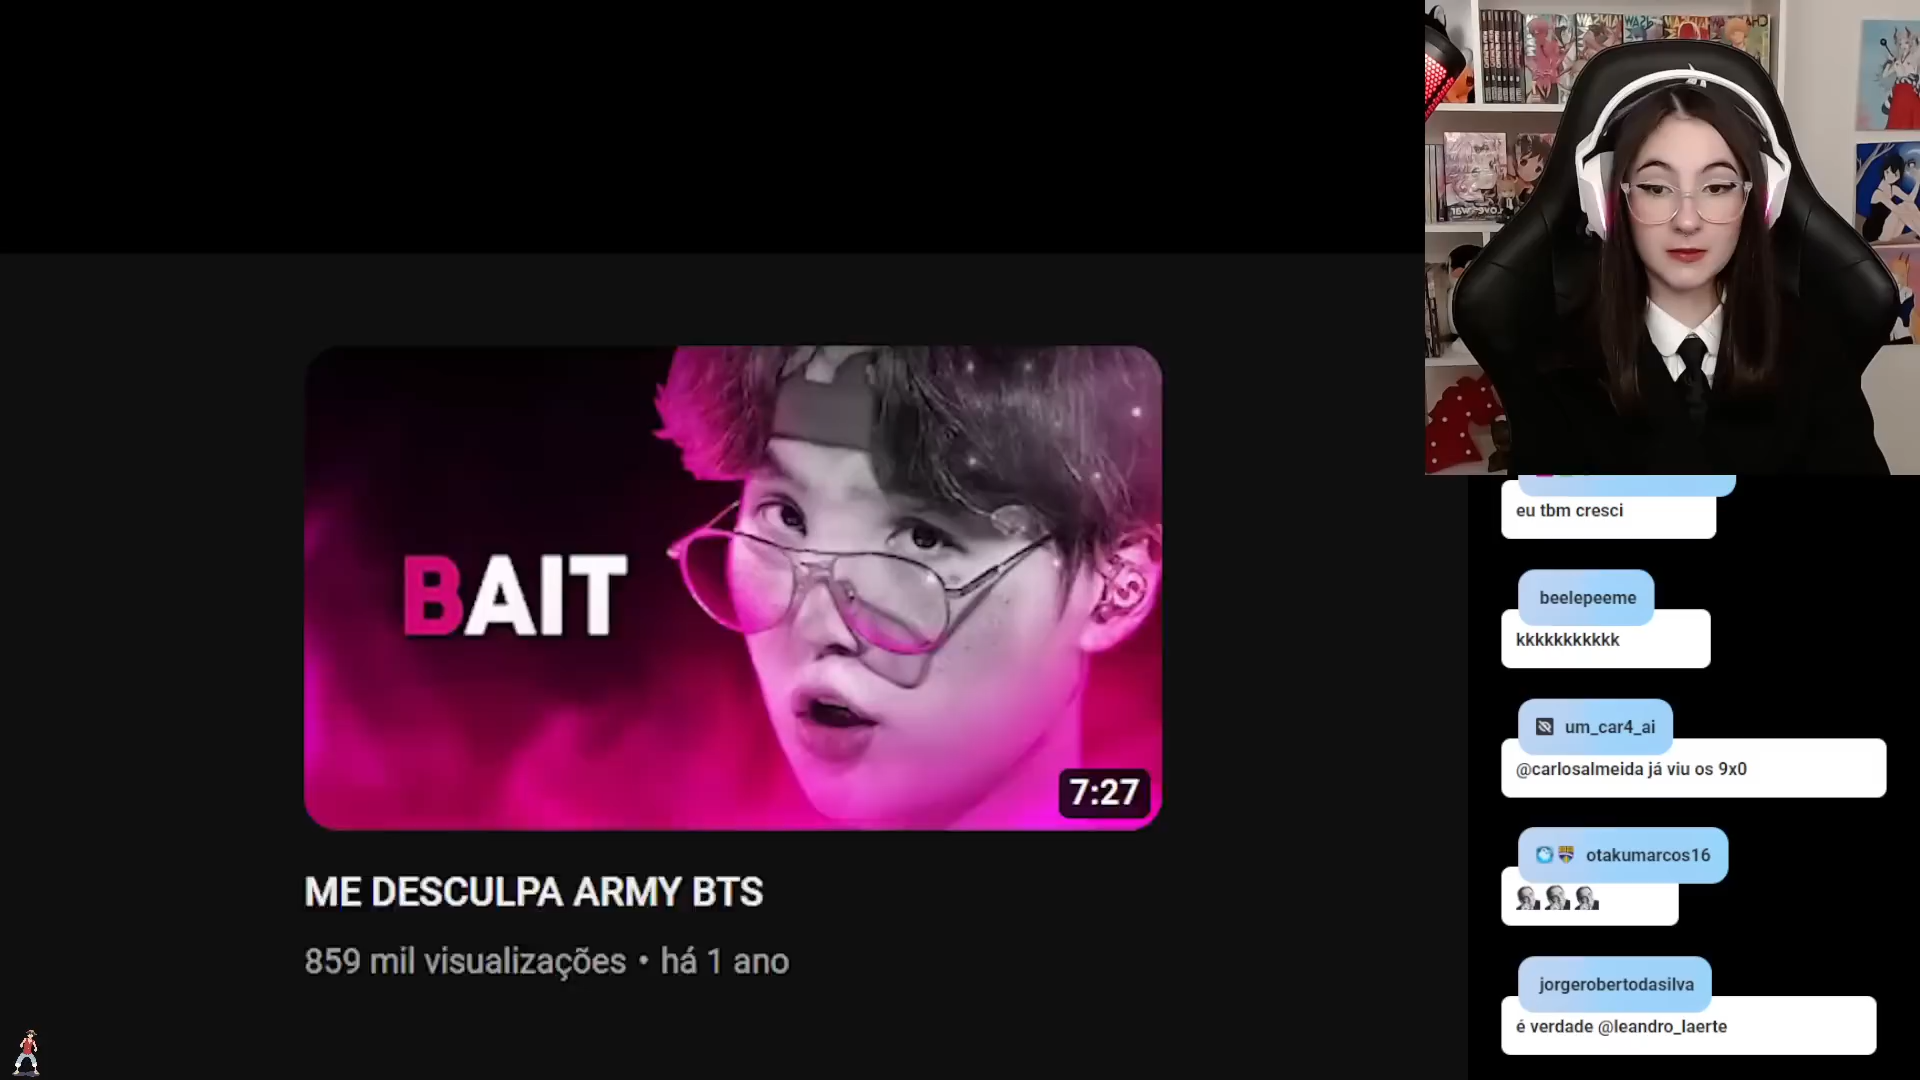 BAIT
7:27
ME DESCULPA ARMY BTS
859 mil visualizações • há 1 ano
eu tbm cresci
beelepeeme
kkkkkkkkkkk
um_car4_ai
@carlosalmeida já viu os 9x0
otakumarcos16
jorgerobertodasilva
é verdade @leandro_laerte